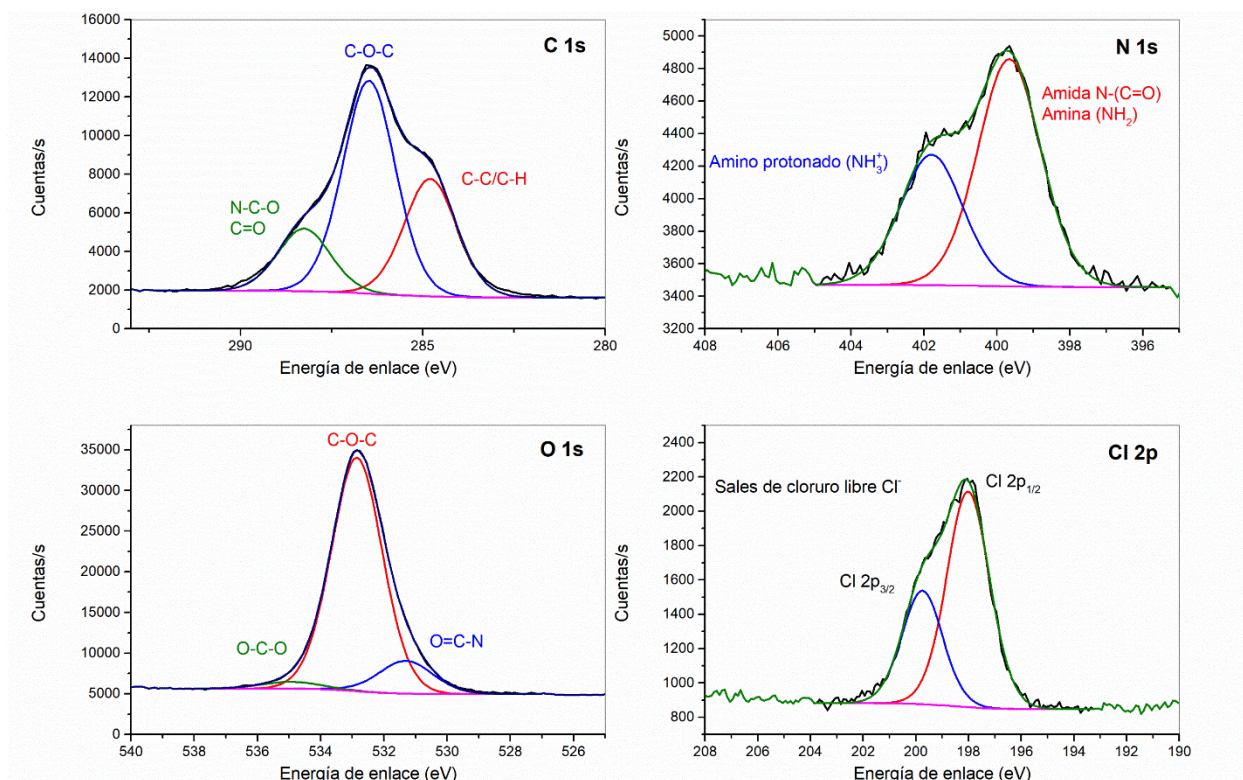 C 1s
C-O-C
C-C/C-H
N-C-O
C=O
Cuentas/s
16000
14000
12000
10000
8000
6000
4000
2000
0
290 285 280
Energía de enlace (eV)
N 1s
Amida N-(C=O)
Amina (NH₂)
Amino protonado (NH₃⁺)
Cuentas/s
5000
4800
4600
4400
4200
4000
3800
3600
3400
3200
408 406 404 402 400 398 396
Energía de enlace (eV)
O 1s
C-O-C
O-C-O
O=C-N
Cuentas/s
35000
30000
25000
20000
15000
10000
5000
0
540 535 534 532 530 528 526
Energía de enlace (eV)
Cl 2p
Sales de cloruro libre Cl⁻
Cl 2p₁/₂
Cl 2p₃/₂
Cuentas/s
2400
2200
2000
1800
1600
1400
1200
1000
800
208 206 204 202 200 198 196 194 192 190
Energía de enlace (eV)